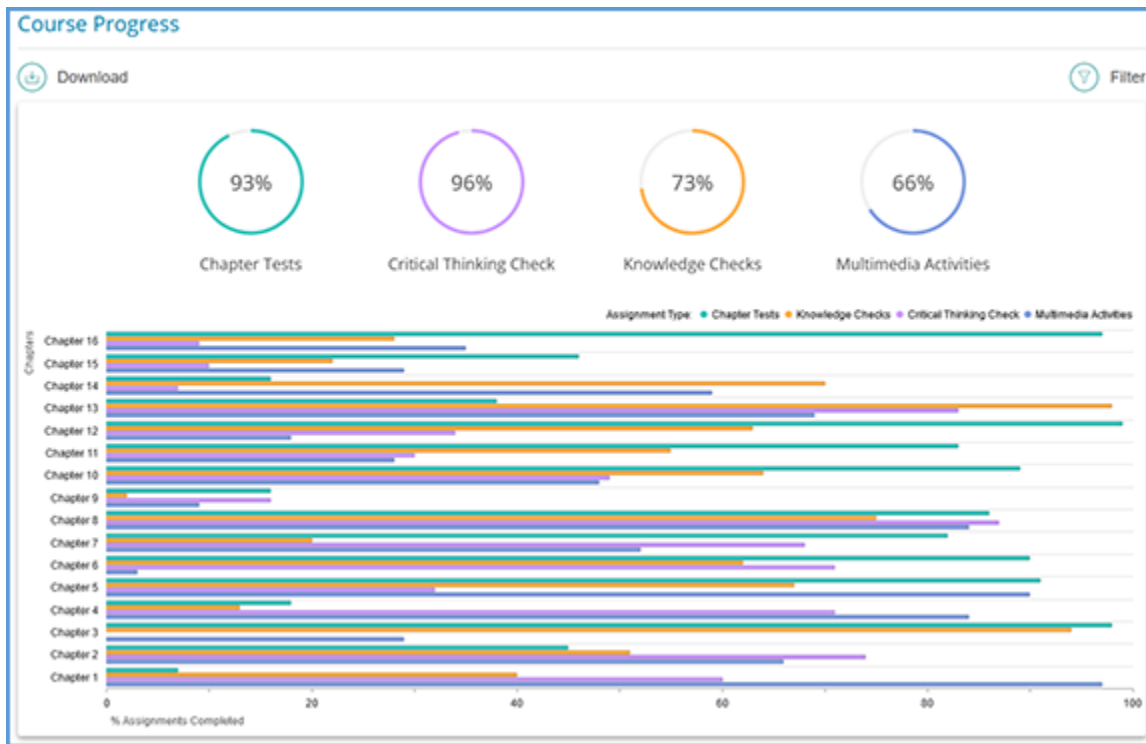 Course Progress
Download
Filter
93%
96%
73%
66%
Chapter Tests
Critical Thinking Check
Knowledge Checks
Multimedia Activities
Assignment Type: Chapter Tests Knowledge Checks Critical Thinking Check Multimedia Activities
Chapters
Chapter 16
Chapter 15
Chapter 14
Chapter 13
Chapter 12
Chapter 11
Chapter 10
Chapter 9
Chapter 8
Chapter 7
Chapter 6
Chapter 5
Chapter 4
Chapter 3
Chapter 2
Chapter 1
0 20 40 60 80 100
% Assignments Completed